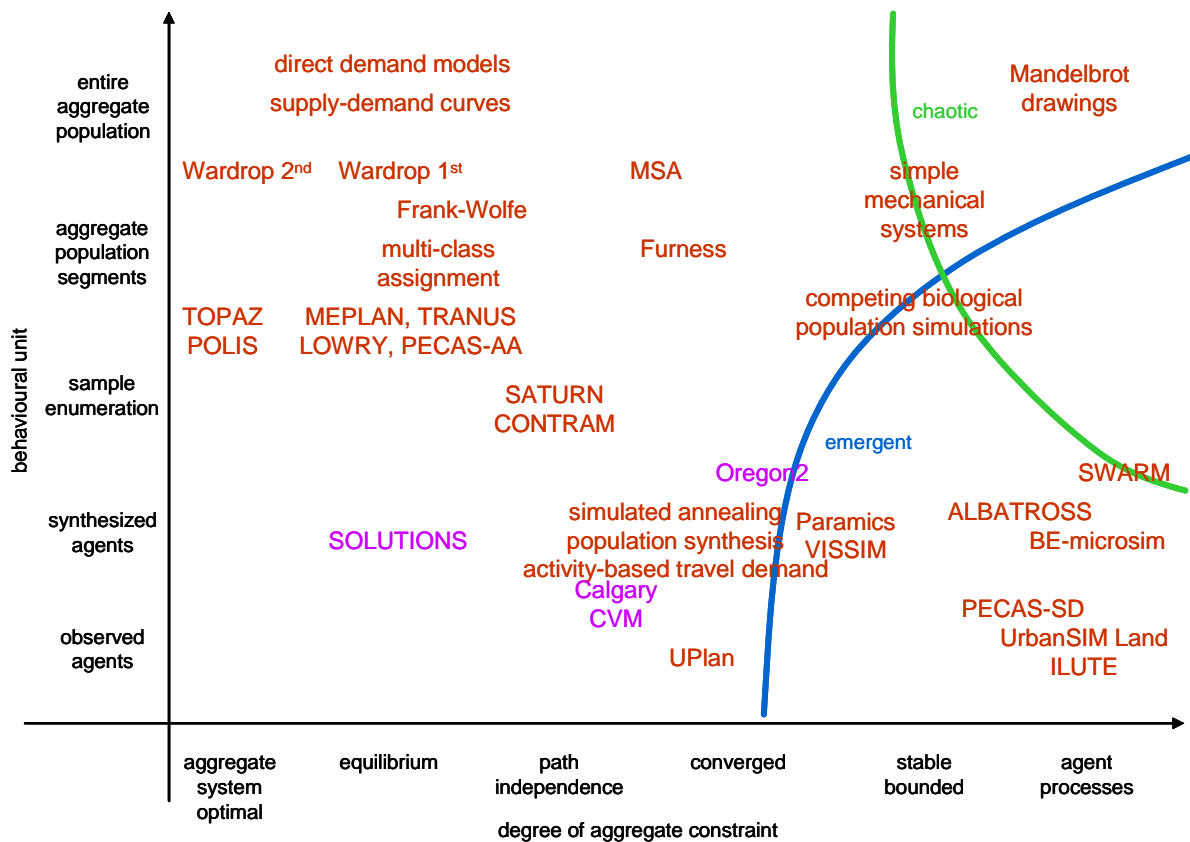 direct demand models
supply-demand curves
Mandelbrot
drawings
entire
aggregate
population
chaotic
Wardrop 2nd
Wardrop 1st
MSA
simple
mechanical
systems
Frank-Wolfe
aggregate
population
segments
multi-class
assignment
Furness
competing biological
population simulations
TOPAZ
POLIS
MEPLAN, TRANUS
LOWRY, PECAS-AA
behavioural unit
sample
enumeration
SATURN
CONTRAM
emergent
Oregon2
SWARM
synthesized
agents
SOLUTIONS
simulated annealing
population synthesis
activity-based travel demand
Paramics
VISSIM
ALBATROSS
BE-microsim
Calgary
CVM
observed
agents
UPlan
PECAS-SD
UrbanSIM Land
ILUTE
aggregate
system
optimal
equilibrium
path
independence
converged
stable
bounded
agent
processes
degree of aggregate constraint